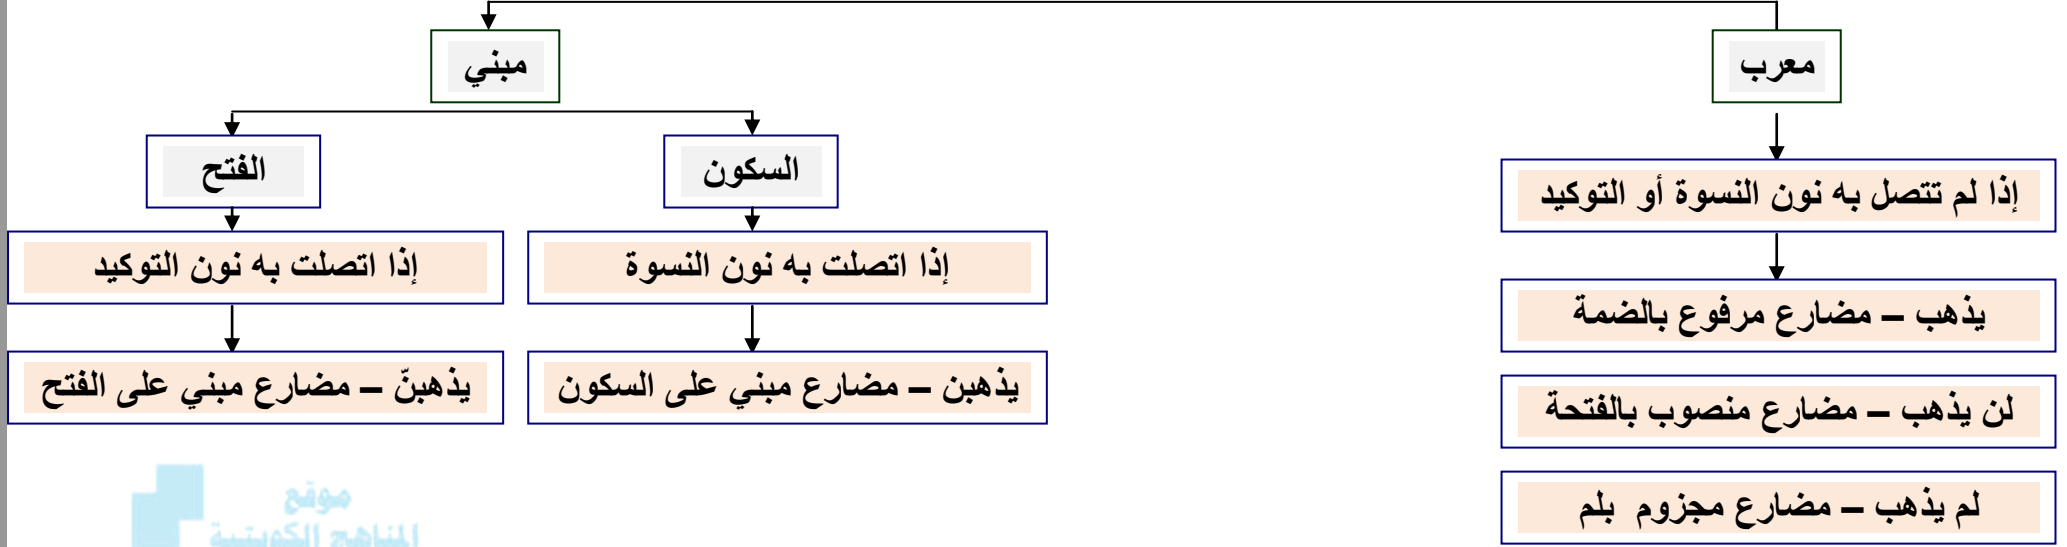 معرب
مبني
السكون
الفتح
إذا لم تتصل به نون النسوة أو التوكيد
إذا اتصلت به نون النسوة
إذا اتصلت به نون التوكيد
يذهب – مضارع مرفوع بالضمة
يذهبن – مضارع مبني على السكون
يذهبنّ – مضارع مبني على الفتح
لن يذهب – مضارع منصوب بالفتحة
لم يذهب – مضارع مجزوم بلم
موقع
المناهج الكويتية